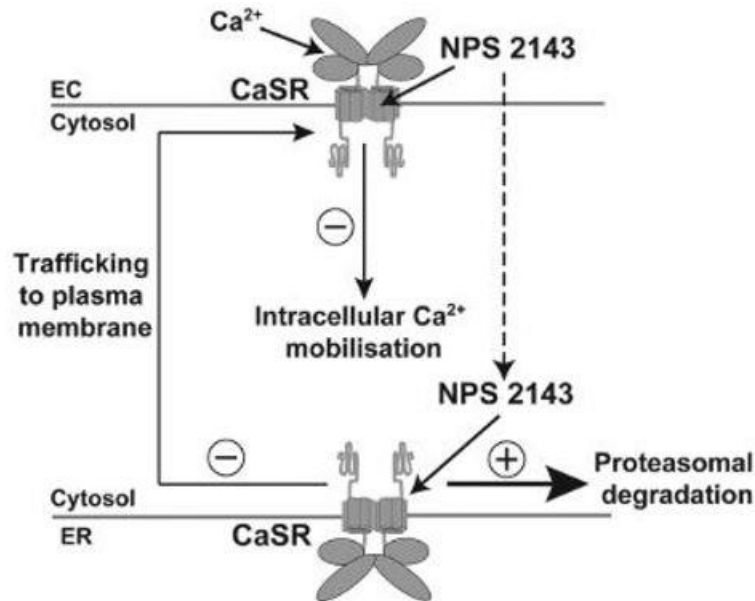 Ca²⁺
NPS 2143
CaSR
EC
Cytosol
−
Trafficking
to plasma
membrane
Intracellular Ca²⁺
mobilisation
NPS 2143
−
+
Proteasomal
degradation
Cytosol
ER
CaSR